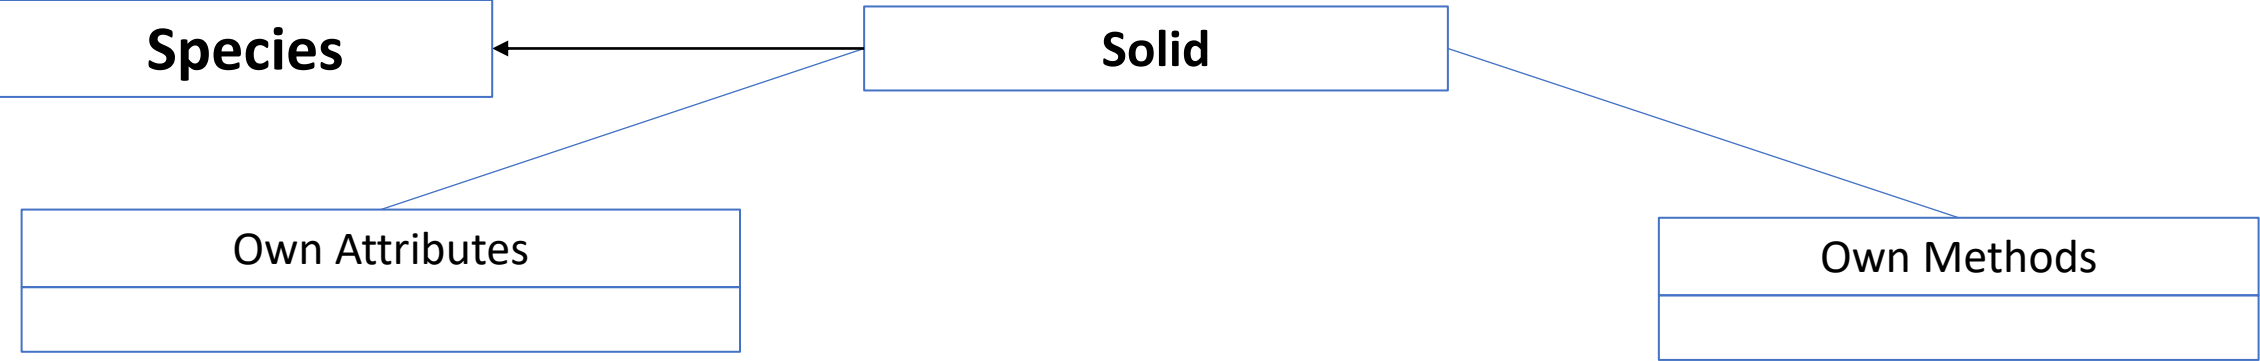 Species
Solid
Own Attributes
Own Methods